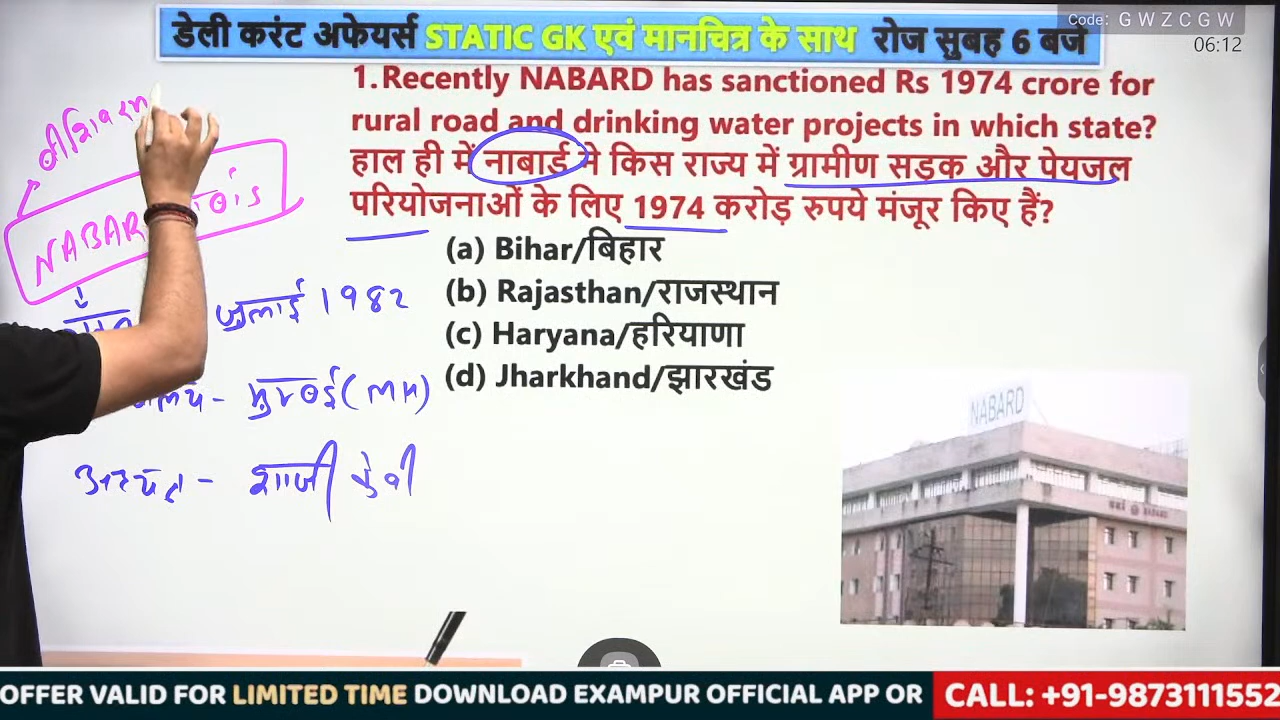 Code: G W Z C G W
डेली करंट अफेयर्स STATIC GK एवं मानचित्र के साथ रोज सुबह 6 बजे
06:12
1.Recently NABARD has sanctioned Rs 1974 crore for
rural road and drinking water projects in which state?
हाल ही में नाबार्ड ने किस राज्य में ग्रामीण सड़क और पेयजल
परियोजनाओं के लिए 1974 करोड़ रुपये मंजूर किए हैं?
(a) Bihar/बिहार
(b) Rajasthan/राजस्थान
(c) Haryana/हरियाणा
(d) Jharkhand/झारखंड
NABAR
जुलाई 1982
मुम्बई (MH)
अध्यक्ष - शाजी
NABARD
OFFER VALID FOR LIMITED TIME DOWNLOAD EXAMPUR OFFICIAL APP OR
CALL: +91-9873111552